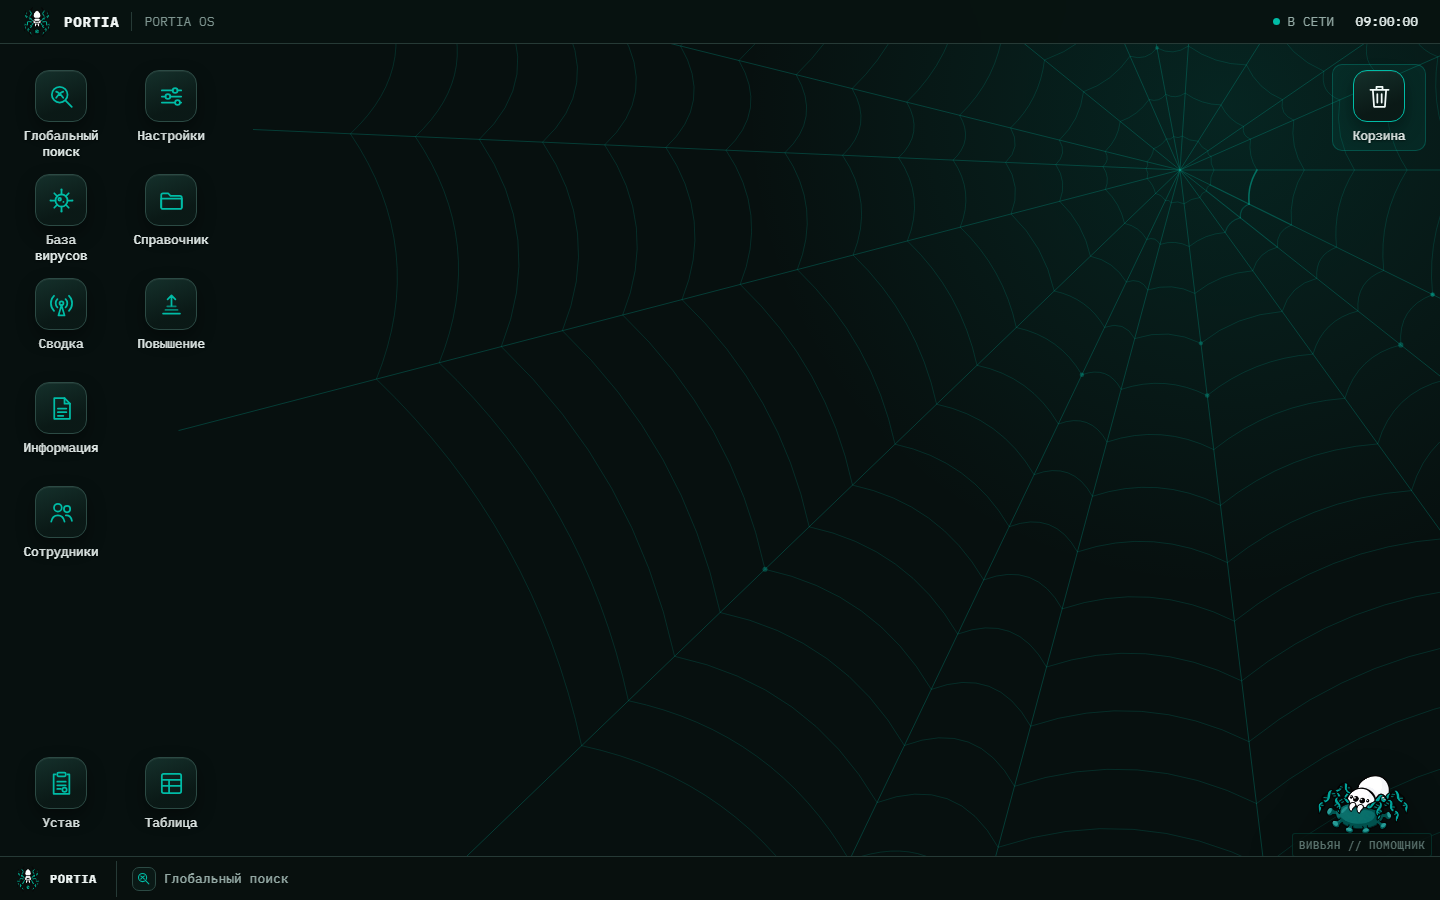 PORTIA
PORTIA OS
В СЕТИ
09:00:00
Глобальный
поиск
Настройки
Корзина
База
вирусов
Справочник
Сводка
Повышение
Информация
Сотрудники
Устав
Таблица
ВИВЬЯН // ПОМОЩНИК
PORTIA
Глобальный поиск